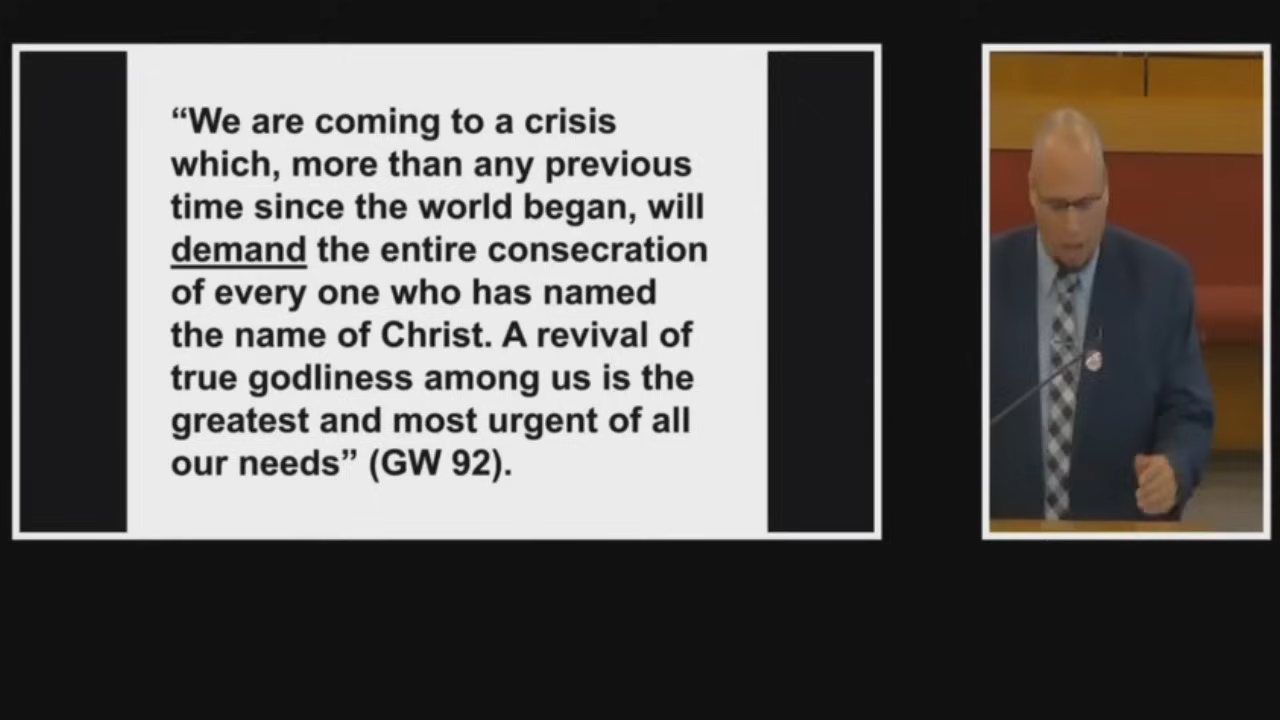 “We are coming to a crisis
which, more than any previous
time since the world began, will
demand the entire consecration
of every one who has named
the name of Christ. A revival of
true godliness among us is the
greatest and most urgent of all
our needs” (GW 92).